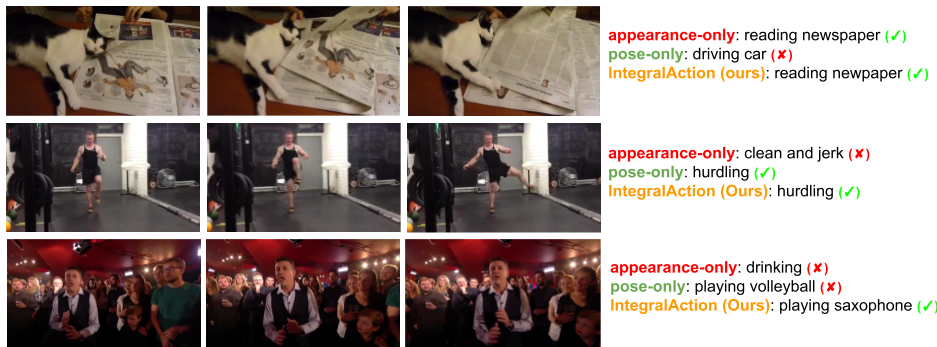 appearance-only: reading newspaper (✓)
pose-only: driving car (✘)
IntegralAction (ours): reading newpaper (✓)
appearance-only: clean and jerk (✘)
pose-only: hurdling (✓)
IntegralAction (Ours): hurdling (✓)
appearance-only: drinking (✘)
pose-only: playing volleyball (✘)
IntegralAction (Ours): playing saxophone (✓)